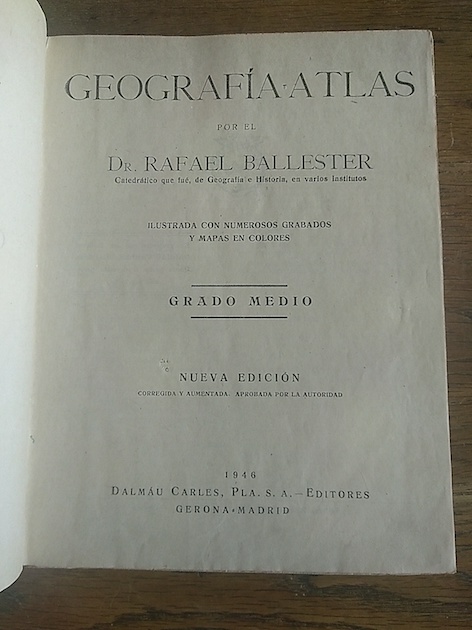 GEOGRAFÍA-ATLAS
POR EL
DR. RAFAEL BALLESTER
Catedrático que fué, de Geografía e Historia, en varios Institutos
ILUSTRADA CON NUMEROSOS GRABADOS
Y MAPAS EN COLORES
GRADO MEDIO
NUEVA EDICIÓN
CORREGIDA Y AUMENTADA. APROBADA POR LA AUTORIDAD
1946
DALMÁU CARLES, PLA. S. A.—EDITORES
GERONA-MADRID